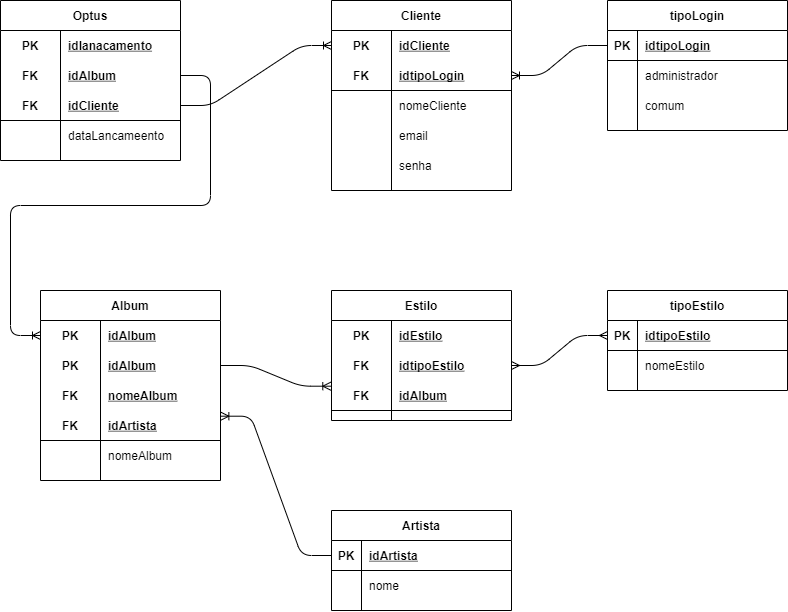 Optus
PK idlanacamento
FK idAlbum
FK idCliente
dataLancameento
Cliente
PK idCliente
FK idtipoLogin
nomeCliente
email
senha
tipoLogin
PK idtipoLogin
administrador
comum
Album
PK idAlbum
PK idAlbum
FK nomeAlbum
FK idArtista
nomeAlbum
Estilo
PK idEstilo
FK idtipoEstilo
FK idAlbum
tipoEstilo
PK idtipoEstilo
nomeEstilo
Artista
PK idArtista
nome